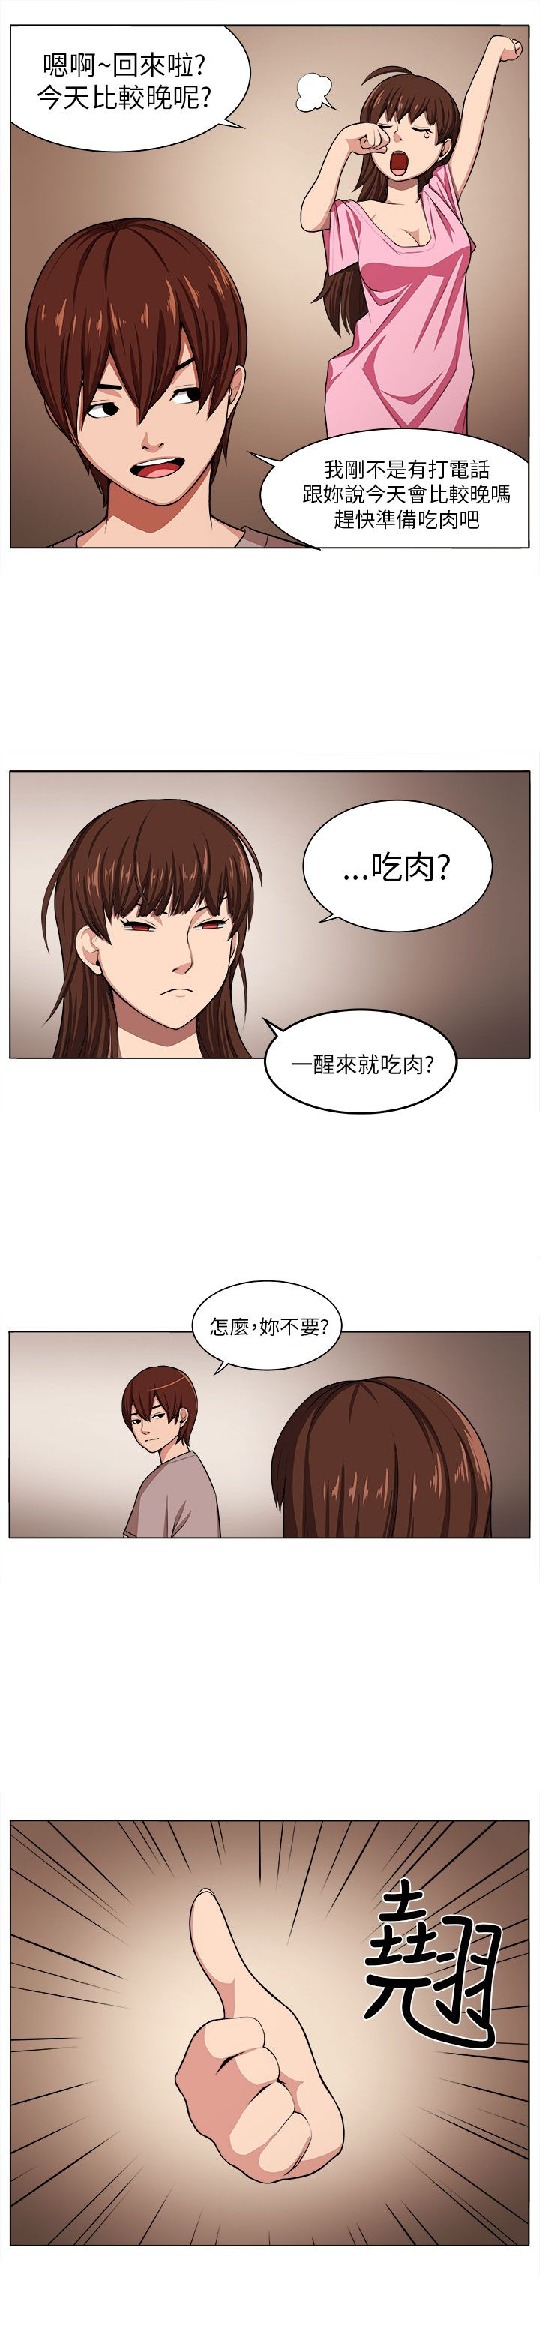 嗯啊~回來啦?
今天比較晚呢?
我剛不是有打電話
跟妳說今天會比較晚嗎
趕快準備吃肉吧
...吃肉?
一醒來就吃肉?
怎麼,妳不要?
翹